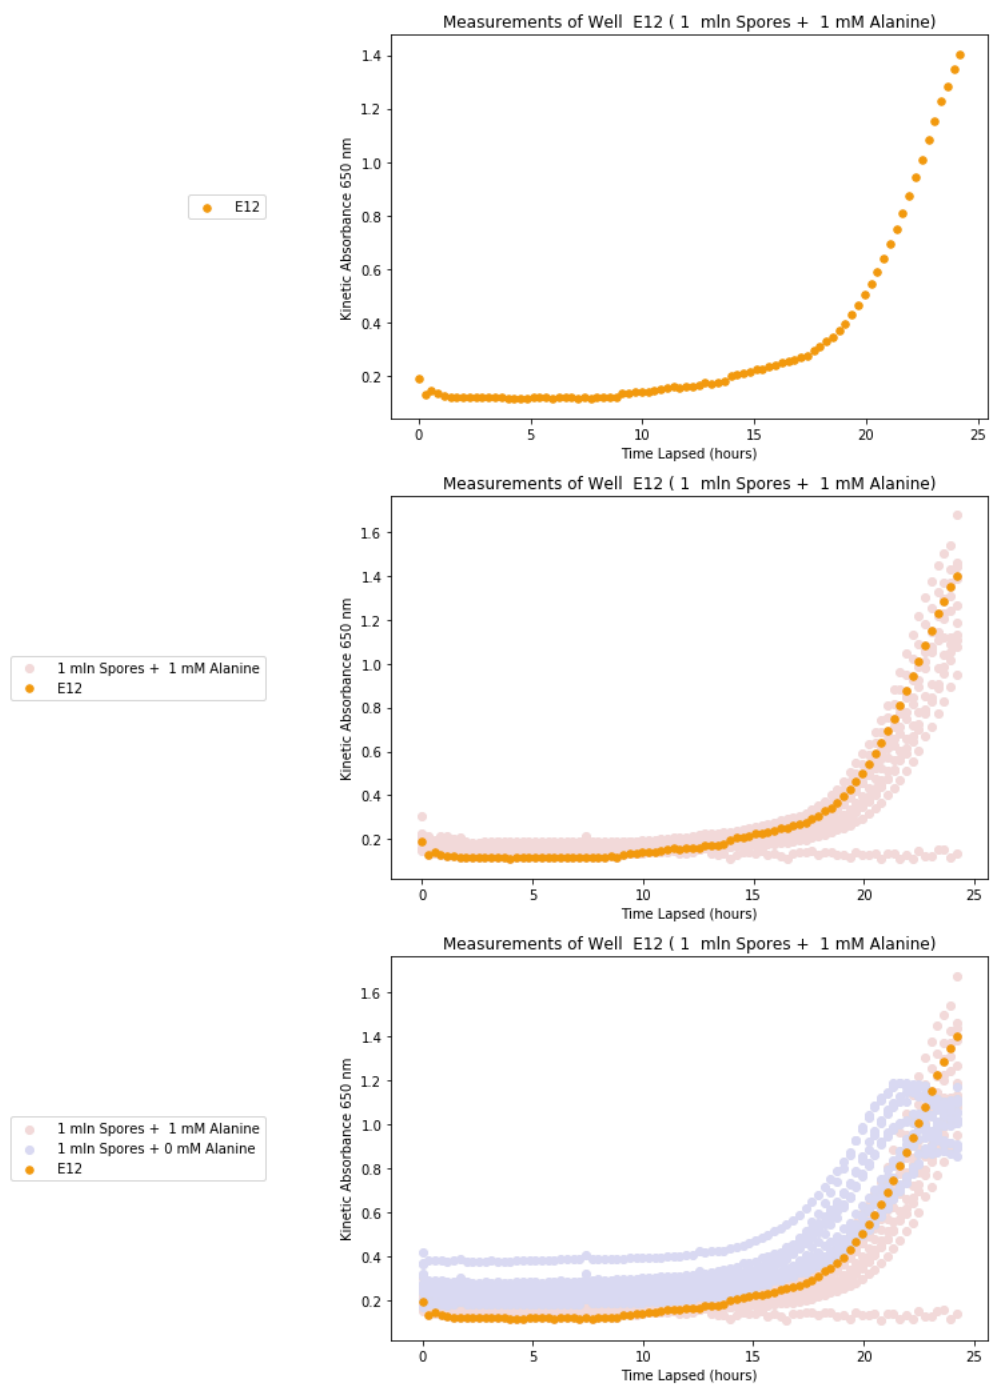 Measurements of Well  E12 ( 1  mln Spores +  1 mM Alanine)
1.4
1.2
1.0
0.8
0.6
0.4
0.2
Kinetic Absorbance 650 nm
E12
0 5 10 15 20 25
Time Lapsed (hours)
Measurements of Well  E12 ( 1  mln Spores +  1 mM Alanine)
1.6
1.4
1.2
1.0
0.8
0.6
0.4
0.2
Kinetic Absorbance 650 nm
1 mln Spores +  1 mM Alanine
E12
0 5 10 15 20 25
Time Lapsed (hours)
Measurements of Well  E12 ( 1  mln Spores +  1 mM Alanine)
1.6
1.4
1.2
1.0
0.8
0.6
0.4
0.2
Kinetic Absorbance 650 nm
1 mln Spores +  1 mM Alanine
1 mln Spores + 0 mM Alanine
E12
0 5 10 15 20 25
Time Lapsed (hours)